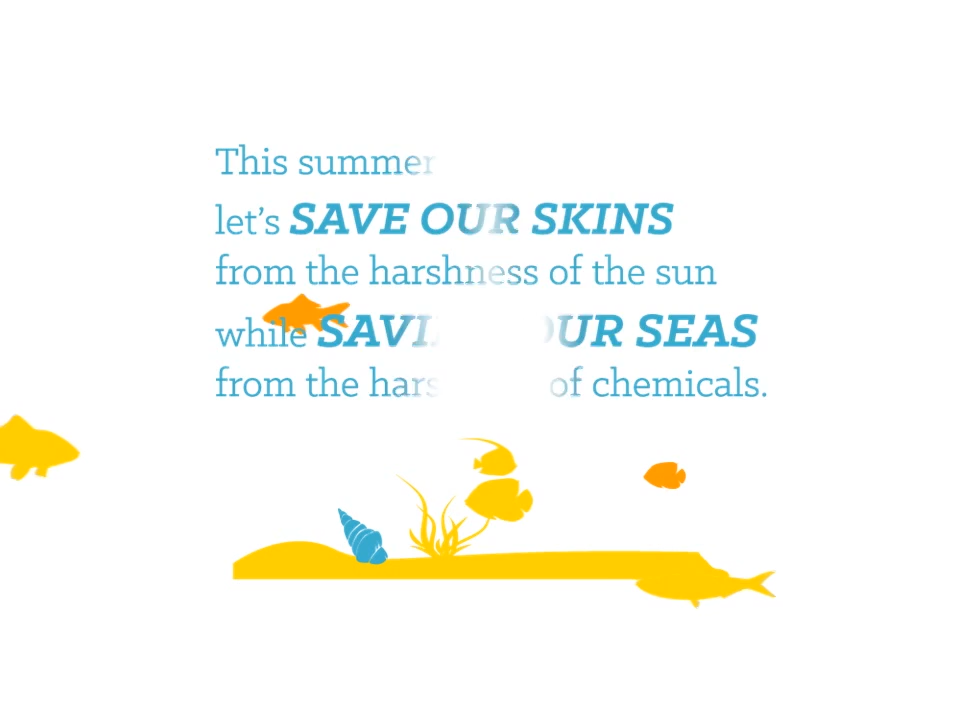 This summer
let's SAVE OUR SKINS
from the harshness of the sun
while SAVING OUR SEAS
from the of chemicals.